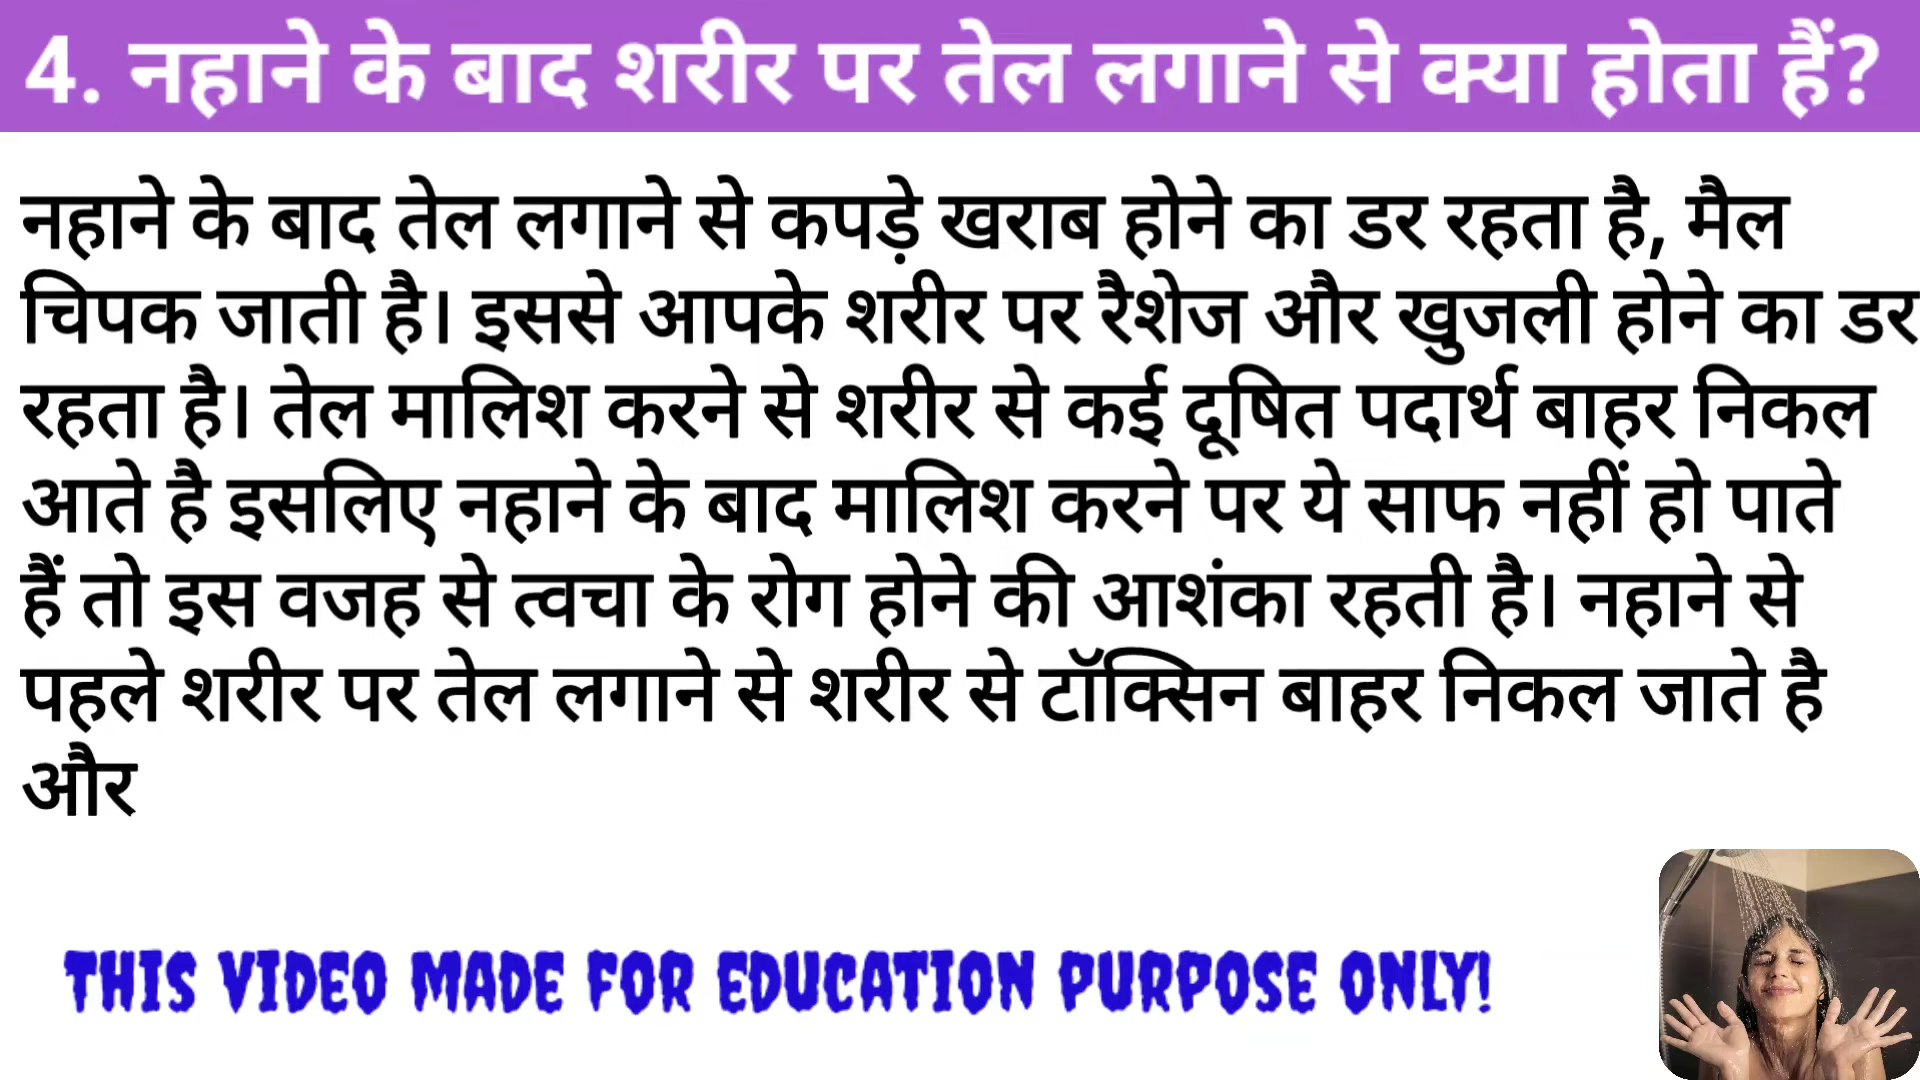 4. नहाने के बाद शरीर पर तेल लगाने से क्या होता हैं?
नहाने के बाद तेल लगाने से कपड़े खराब होने का डर रहता है, मैल
चिपक जाती है। इससे आपके शरीर पर रैशेज और खुजली होने का डर
रहता है। तेल मालिश करने से शरीर से कई दूषित पदार्थ बाहर निकल
आते है इसलिए नहाने के बाद मालिश करने पर ये साफ नहीं हो पाते
हैं तो इस वजह से त्वचा के रोग होने की आशंका रहती है। नहाने से
पहले शरीर पर तेल लगाने से शरीर से टॉक्सिन बाहर निकल जाते है
और
THIS VIDEO MADE FOR EDUCATION PURPOSE ONLY!